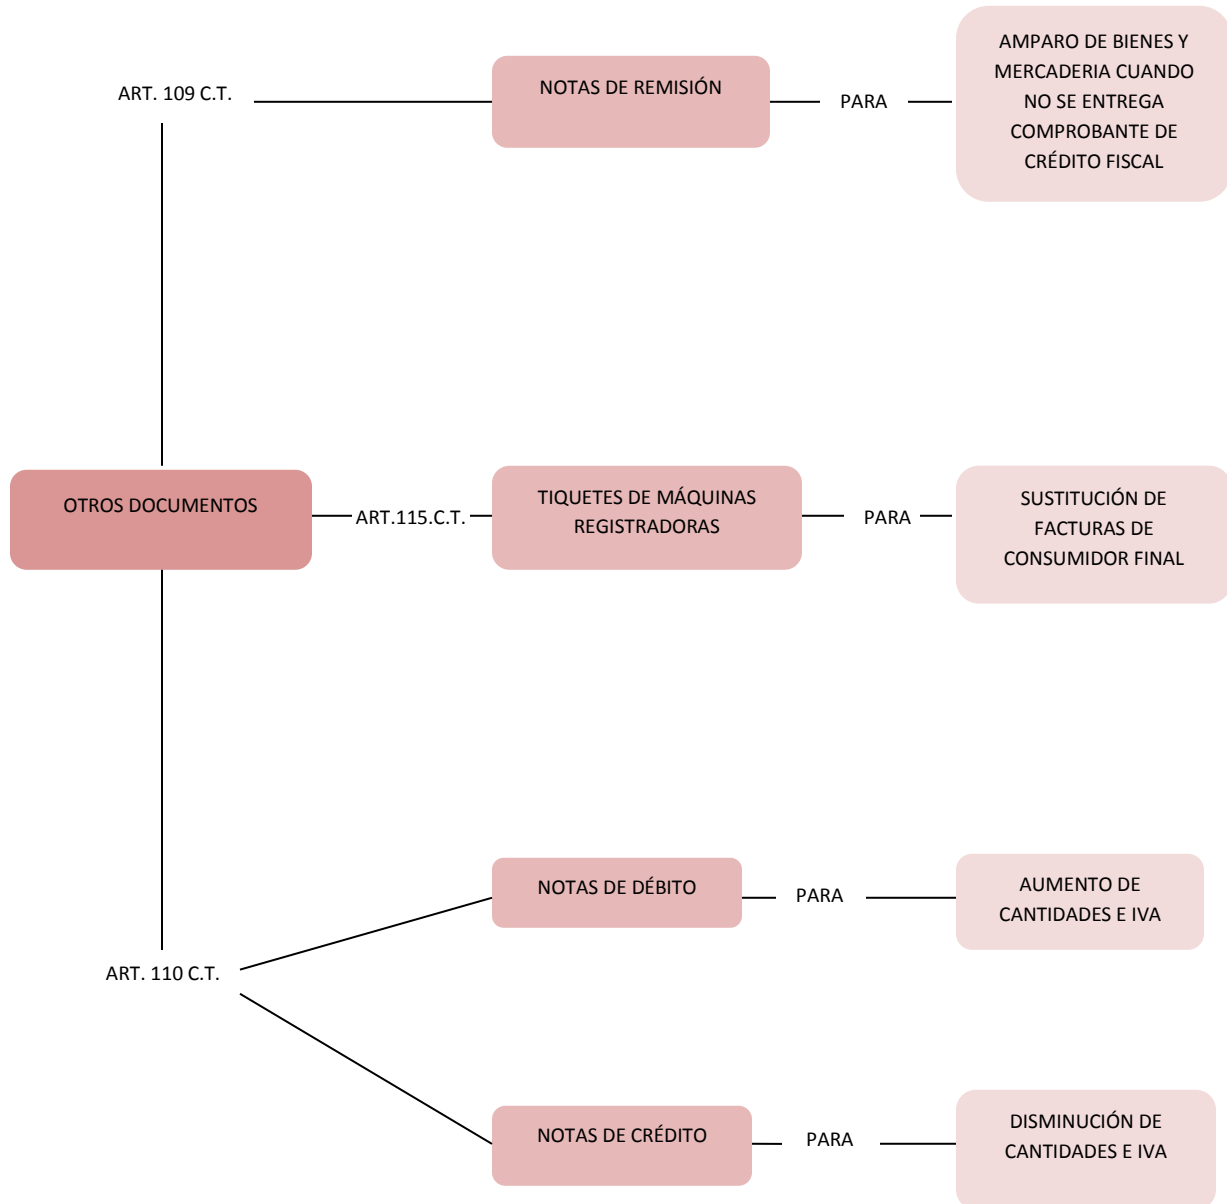 ART. 109 C.T.
NOTAS DE REMISIÓN
PARA
AMPARO DE BIENES Y
MERCADERIA CUANDO
NO SE ENTREGA
COMPROBANTE DE
CRÉDITO FISCAL
OTROS DOCUMENTOS
ART.115.C.T.
TIQUETES DE MÁQUINAS
REGISTRADORAS
PARA
SUSTITUCIÓN DE
FACTURAS DE
CONSUMIDOR FINAL
ART. 110 C.T.
NOTAS DE DÉBITO
PARA
AUMENTO DE
CANTIDADES E IVA
NOTAS DE CRÉDITO
PARA
DISMINUCIÓN DE
CANTIDADES E IVA